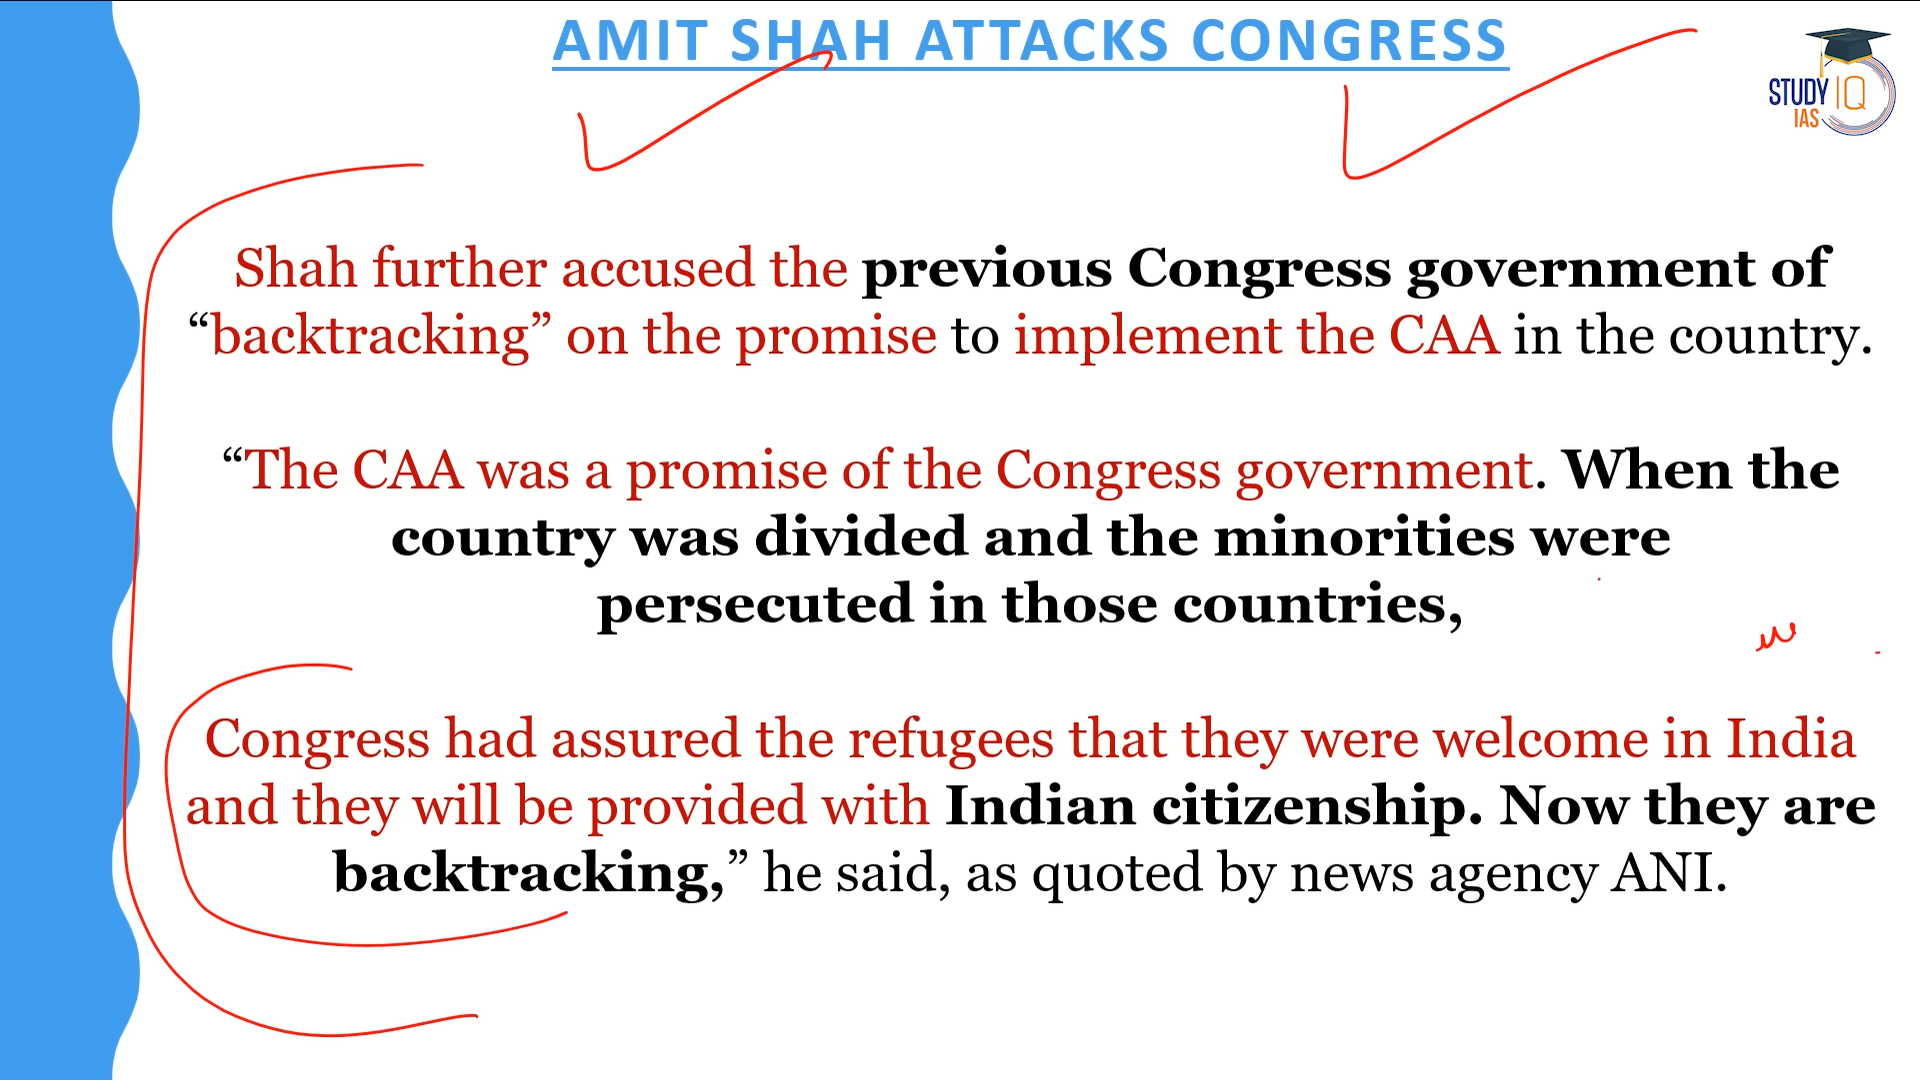 AMIT SHAH ATTACKS CONGRESS
STUDY IQ
IAS
Shah further accused the previous Congress government of
“backtracking” on the promise to implement the CAA in the country.
“The CAA was a promise of the Congress government. When the
country was divided and the minorities were
persecuted in those countries,
Congress had assured the refugees that they were welcome in India
and they will be provided with Indian citizenship. Now they are
backtracking,” he said, as quoted by news agency ANI.